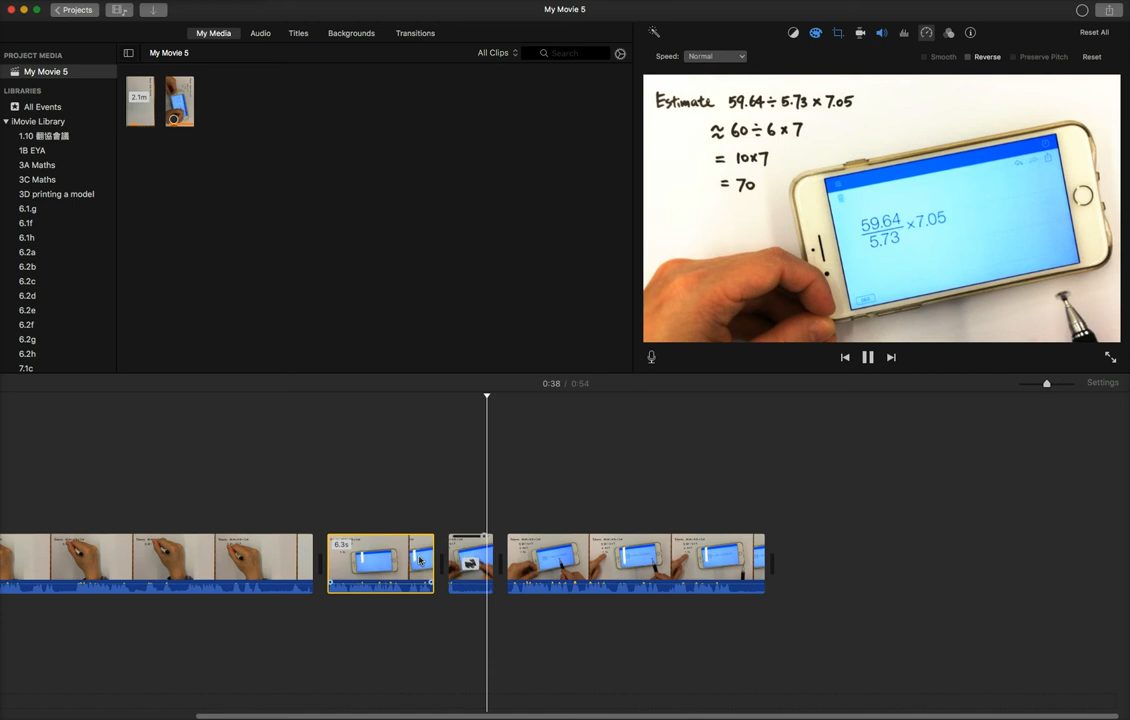 Projects
My Movie 5
My Media
Audio
Titles
Backgrounds
Transitions
Reset All
PROJECT MEDIA
My Movie 5
LIBRARIES
All Events
iMovie Library
1.10 翻協會議
1B EYA
3A Maths
3C Maths
3D printing a model
6.1.g
6.1f
6.1h
6.2a
6.2b
6.2c
6.2d
6.2e
6.2f
6.2g
6.2h
7.1c
My Movie 5
All Clips
Search
2.1m
Speed:
Normal
Smooth
Reverse
Preserve Pitch
Reset
Estimate 59.64÷5.73×7.05
≈ 60÷6×7
= 10×7
= 70
59.64
5.73
×7.05
0:38 / 0:54
Settings
6.3s